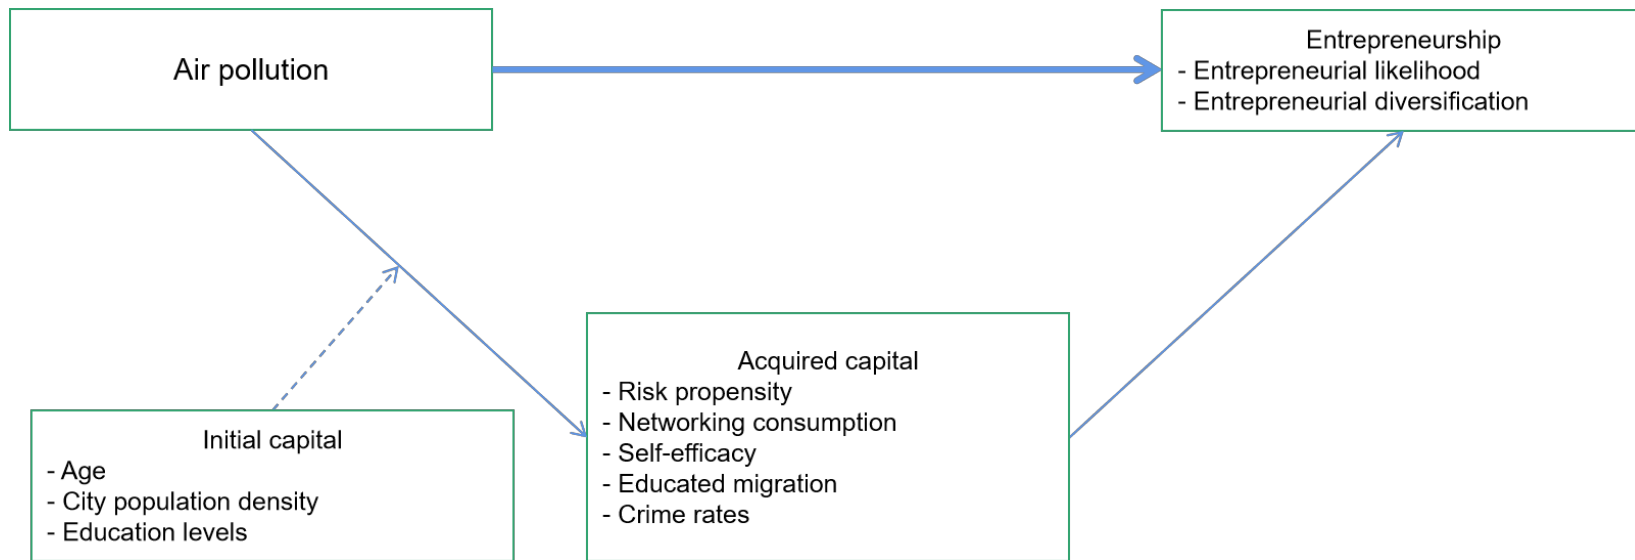 Air pollution
Entrepreneurship
- Entrepreneurial likelihood
- Entrepreneurial diversification
Acquired capital
- Risk propensity
- Networking consumption
- Self-efficacy
- Educated migration
- Crime rates
Initial capital
- Age
- City population density
- Education levels